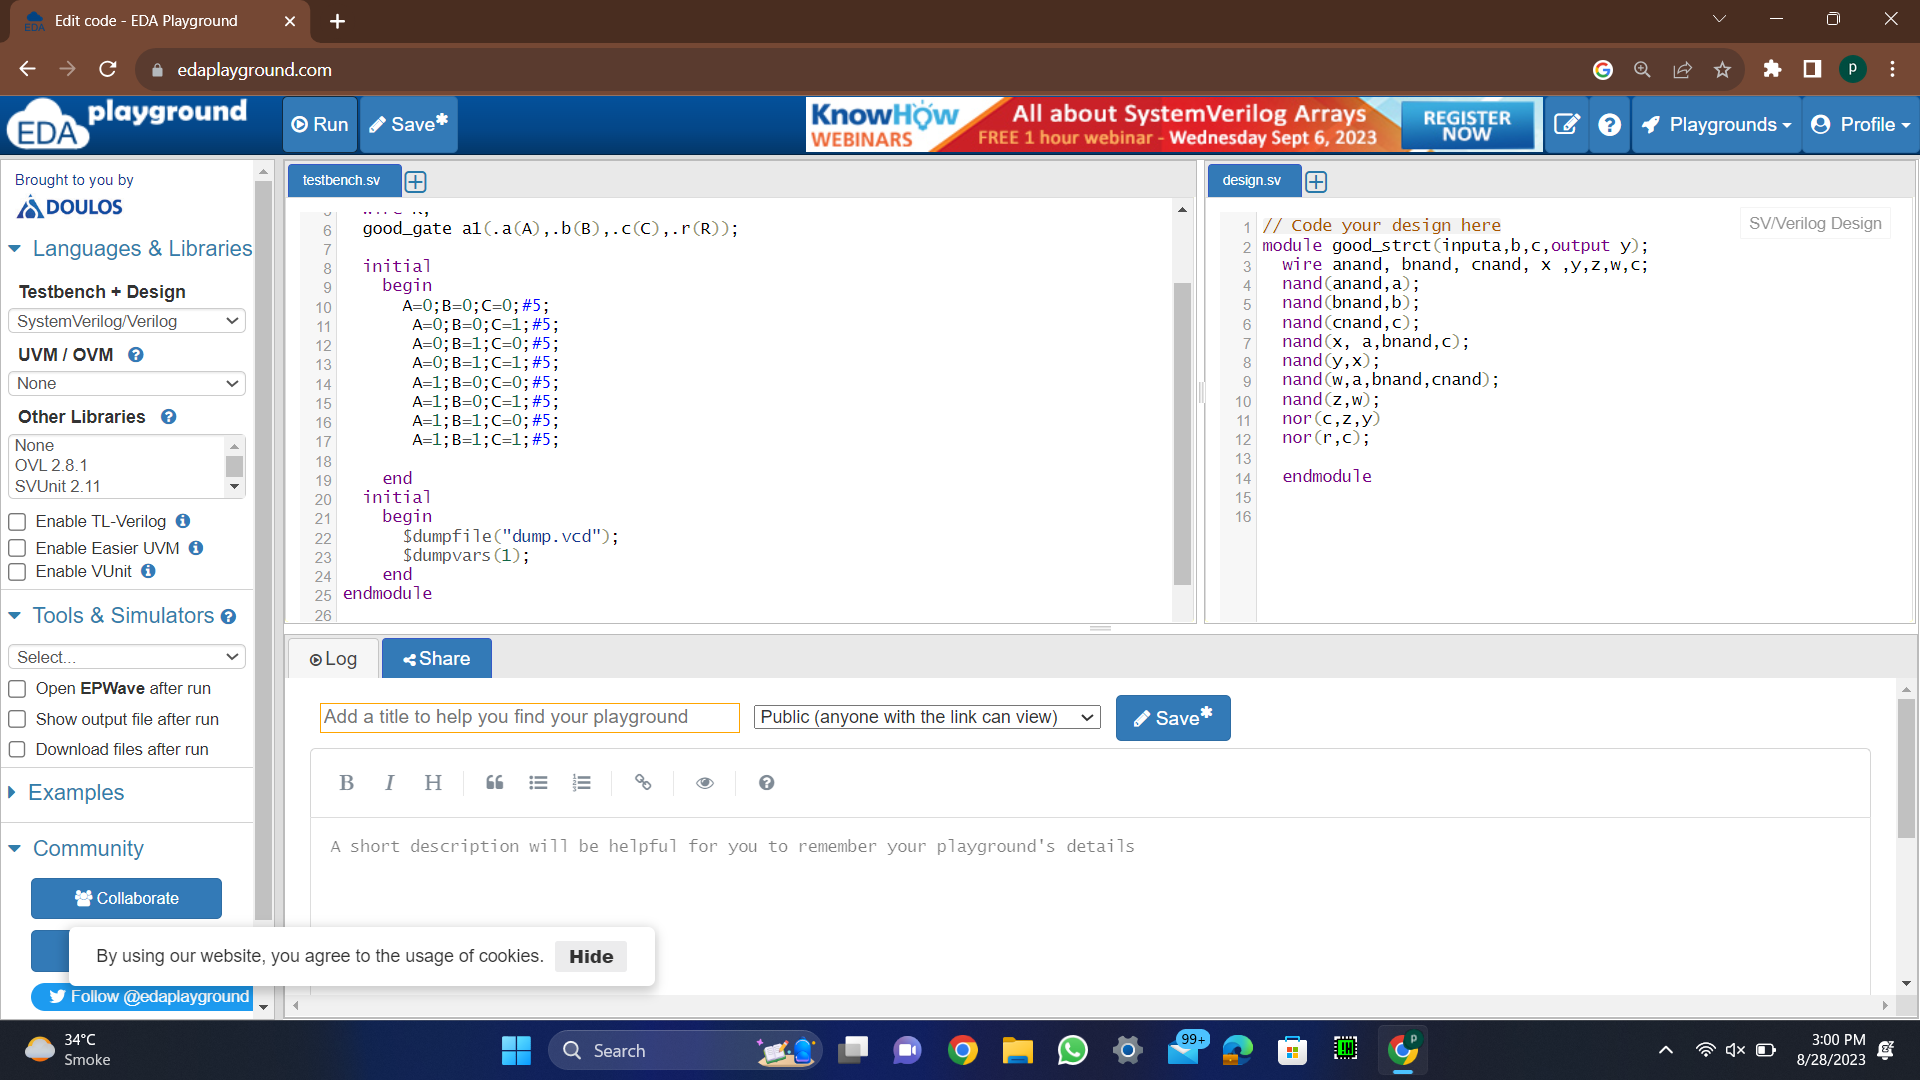 Edit code - EDA Playground
edaplayground.com
EDA playground
Run
Save*
KnowHow WEBINARS
All about SystemVerilog Arrays
FREE 1 hour webinar - Wednesday Sept 6, 2023
REGISTER NOW
Playgrounds
Profile
Brought to you by
DOULOS
Languages & Libraries
Testbench + Design
SystemVerilog/Verilog
UVM / OVM
None
Other Libraries
None
OVL 2.8.1
SVUnit 2.11
Enable TL-Verilog
Enable Easier UVM
Enable VUnit
Tools & Simulators
Select...
Open EPWave after run
Show output file after run
Download files after run
Examples
Community
Collaborate
Follow @edaplayground
testbench.sv
6 good_gate a1(.a(A),.b(B),.c(C),.r(R));
7
8 initial
9 begin
10 A=0;B=0;C=0;#5;
11 A=0;B=0;C=1;#5;
12 A=0;B=1;C=0;#5;
13 A=0;B=1;C=1;#5;
14 A=1;B=0;C=0;#5;
15 A=1;B=0;C=1;#5;
16 A=1;B=1;C=0;#5;
17 A=1;B=1;C=1;#5;
18
19 end
20 initial
21 begin
22 $dumpfile("dump.vcd");
23 $dumpvars(1);
24 end
25 endmodule
26
design.sv
SV/Verilog Design
1 // Code your design here
2 module good_strct(inputa,b,c,output y);
3 wire anand, bnand, cnand, x ,y,z,w,c;
4 nand(anand,a);
5 nand(bnand,b);
6 nand(cnand,c);
7 nand(x, a,bnand,c);
8 nand(y,x);
9 nand(w,a,bnand,cnand);
10 nand(z,w);
11 nor(c,z,y)
12 nor(r,c);
13
14 endmodule
15
16
Log
Share
Add a title to help you find your playground
Public (anyone with the link can view)
Save*
B I H
A short description will be helpful for you to remember your playground's details
By using our website, you agree to the usage of cookies.
Hide
34°C
Smoke
Search
99+
3:00 PM
8/28/2023